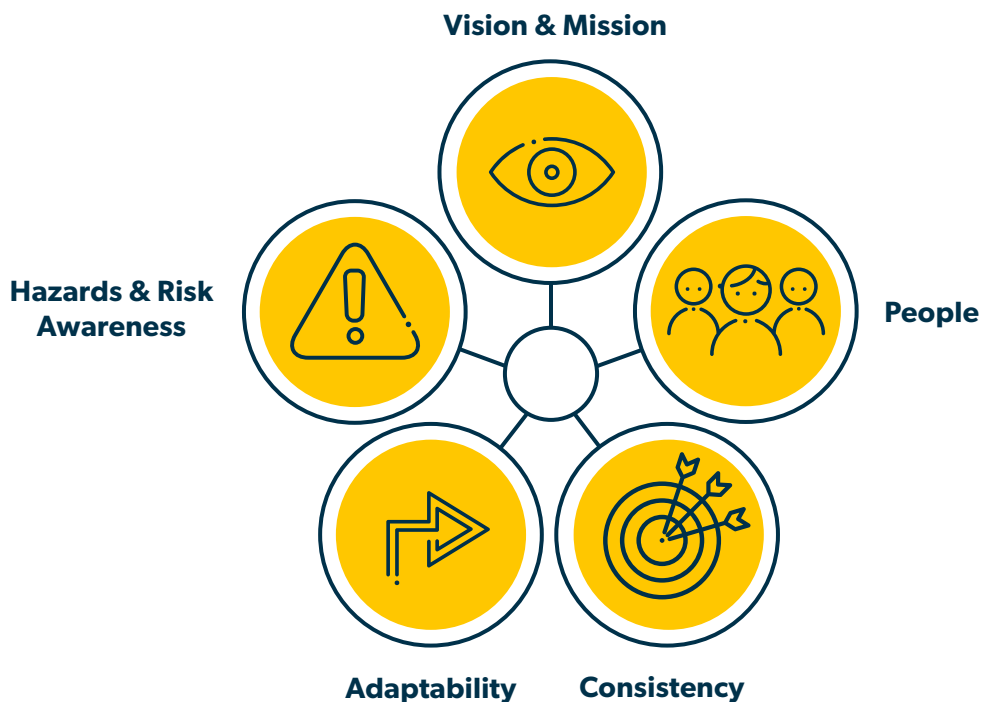 Vision & Mission
Hazards & Risk
Awareness
People
Adaptability
Consistency